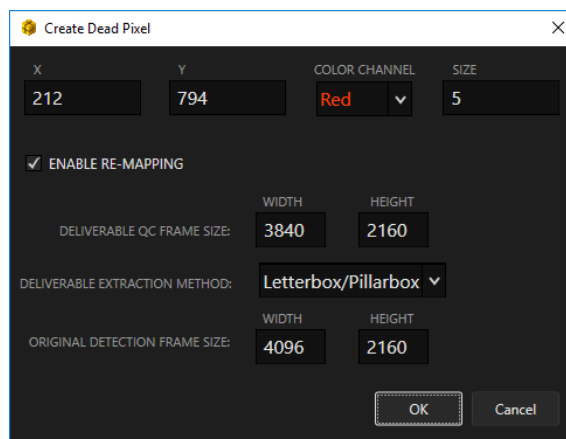 Create Dead Pixel
X Y COLOR CHANNEL SIZE
212 794 Red 5
ENABLE RE-MAPPING
WIDTH HEIGHT
DELIVERABLE QC FRAME SIZE: 3840 2160
DELIVERABLE EXTRACTION METHOD: Letterbox/Pillarbox
WIDTH HEIGHT
ORIGINAL DETECTION FRAME SIZE: 4096 2160
OK Cancel